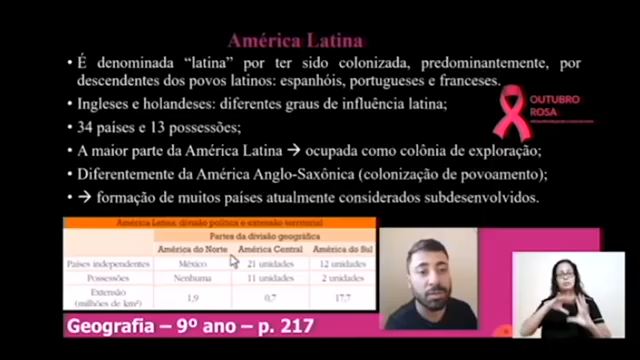 América Latina
• É denominada “latina” por ter sido colonizada, predominantemente, por
descendentes dos povos latinos: espanhóis, portugueses e franceses.
• Ingleses e holandeses: diferentes graus de influência latina;
OUTUBRO
ROSA
• 34 países e 13 possessões;
• A maior parte da América Latina → ocupada como colônia de exploração;
• Diferentemente da América Anglo-Saxônica (colonização de povoamento);
• → formação de muitos países atualmente considerados subdesenvolvidos.
América Latina, divisão política e extensão territorial
Partes da divisão geográfica
América do Norte América Central América do Sul
Países independentes México 21 unidades 12 unidades
Possessões Nenhuma 11 unidades 2 unidades
Extensão
(milhões de km²) 1,9 0,7 17,7
Geografia – 9º ano – p. 217